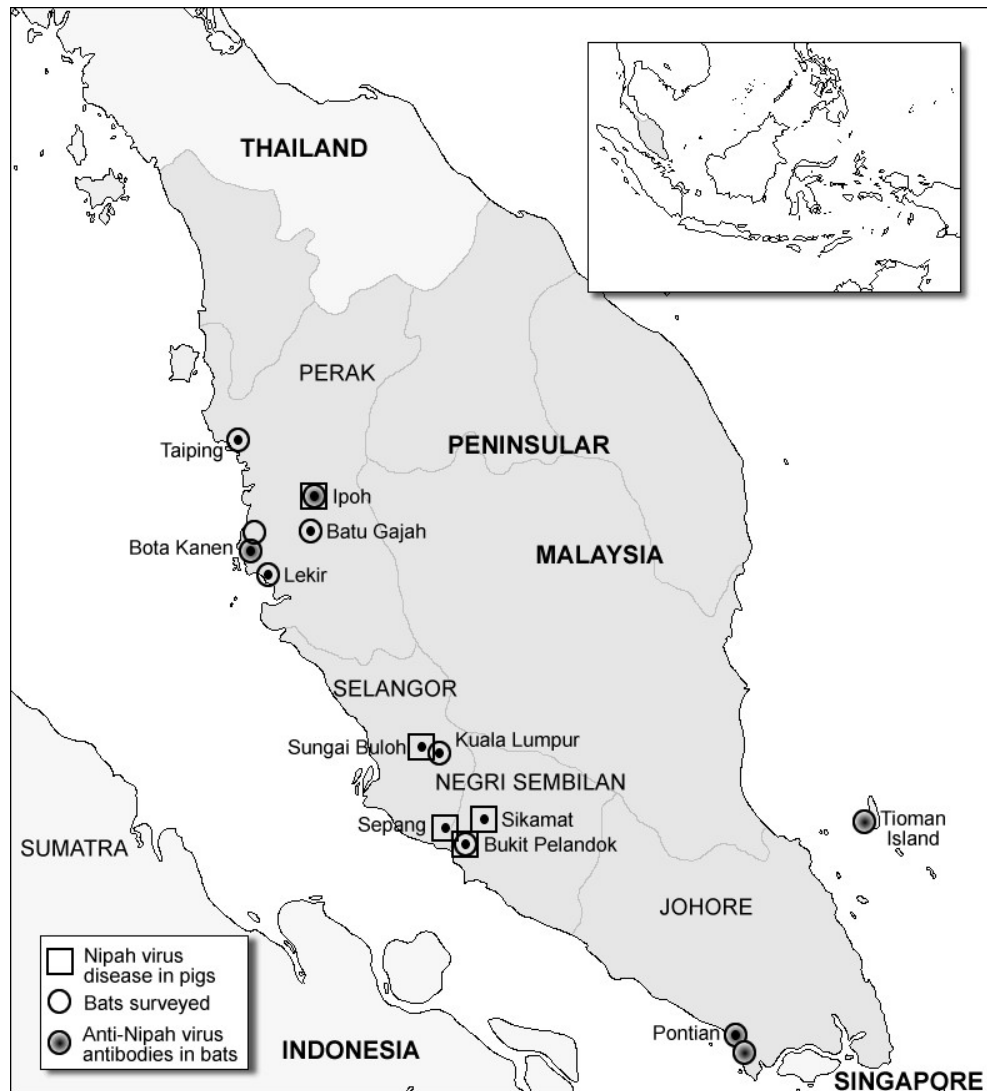 THAILAND
PERAK
Taiping
PENINSULAR
Ipoh
Batu Gajah
Bota Kanen
MALAYSIA
Lekir
SELANGOR
Sungai Buloh
Kuala Lumpur
NEGRI SEMBILAN
Sepang
Sikamat
Bukit Pelandok
Tioman
Island
SUMATRA
JOHORE
Nipah virus
disease in pigs
Bats surveyed
Anti-Nipah virus
antibodies in bats
INDONESIA
Pontian
SINGAPORE